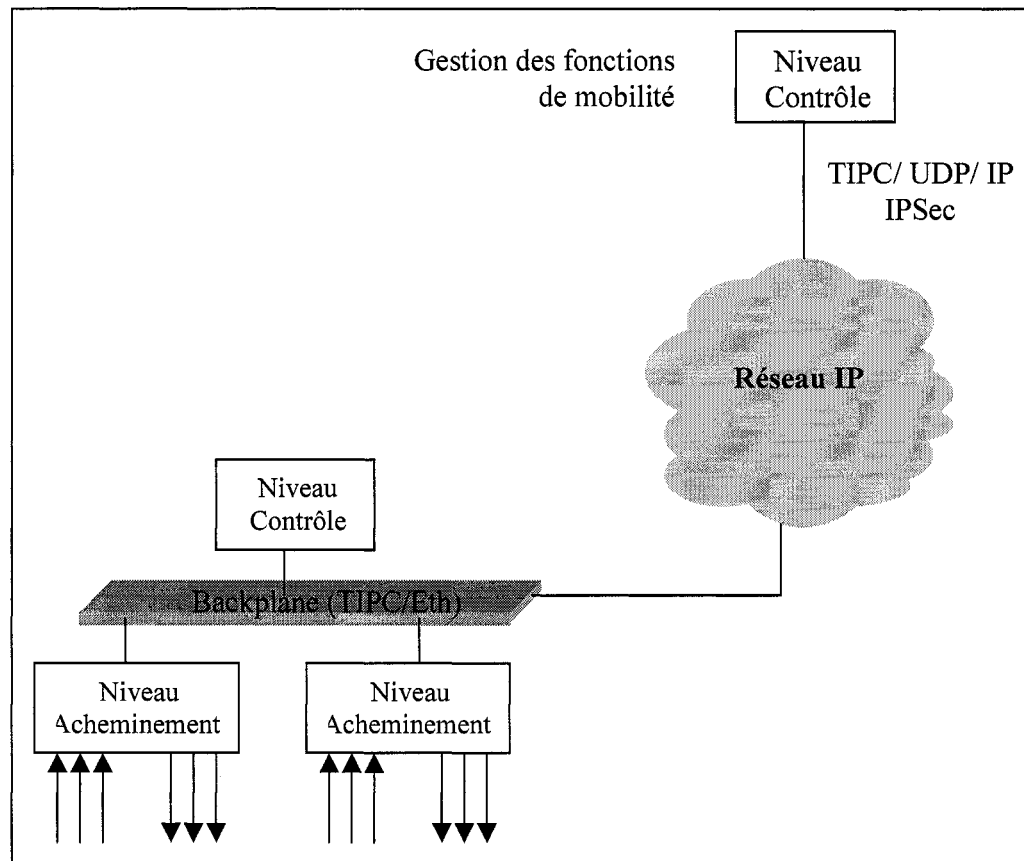 Gestion des fonctions
de mobilité
Niveau
Contrôle
TIPC/ UDP/ IP
IPSec
Réseau IP
Niveau
Contrôle
Backplane (TIPC/Eth)
Niveau
Acheminement
Niveau
Acheminement